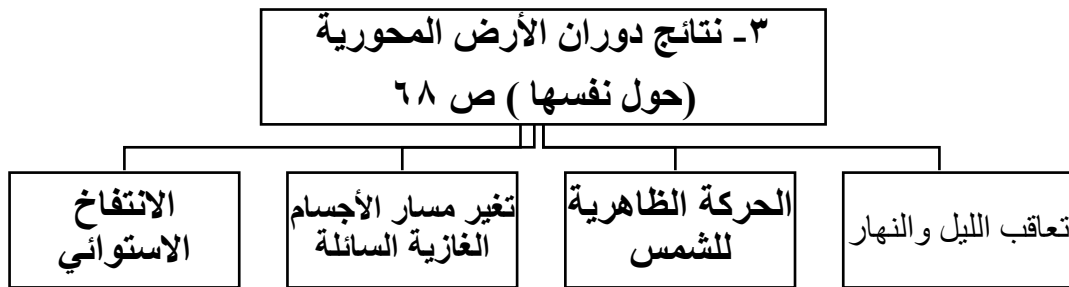 ٣- نتائج دوران الأرض المحورية
(حول نفسها ) ص ٦٨
تعاقب الليل والنهار
الحركة الظاهرية
للشمس
تغير مسار الأجسام
الغازية السائلة
الانتفاخ
الاستوائي